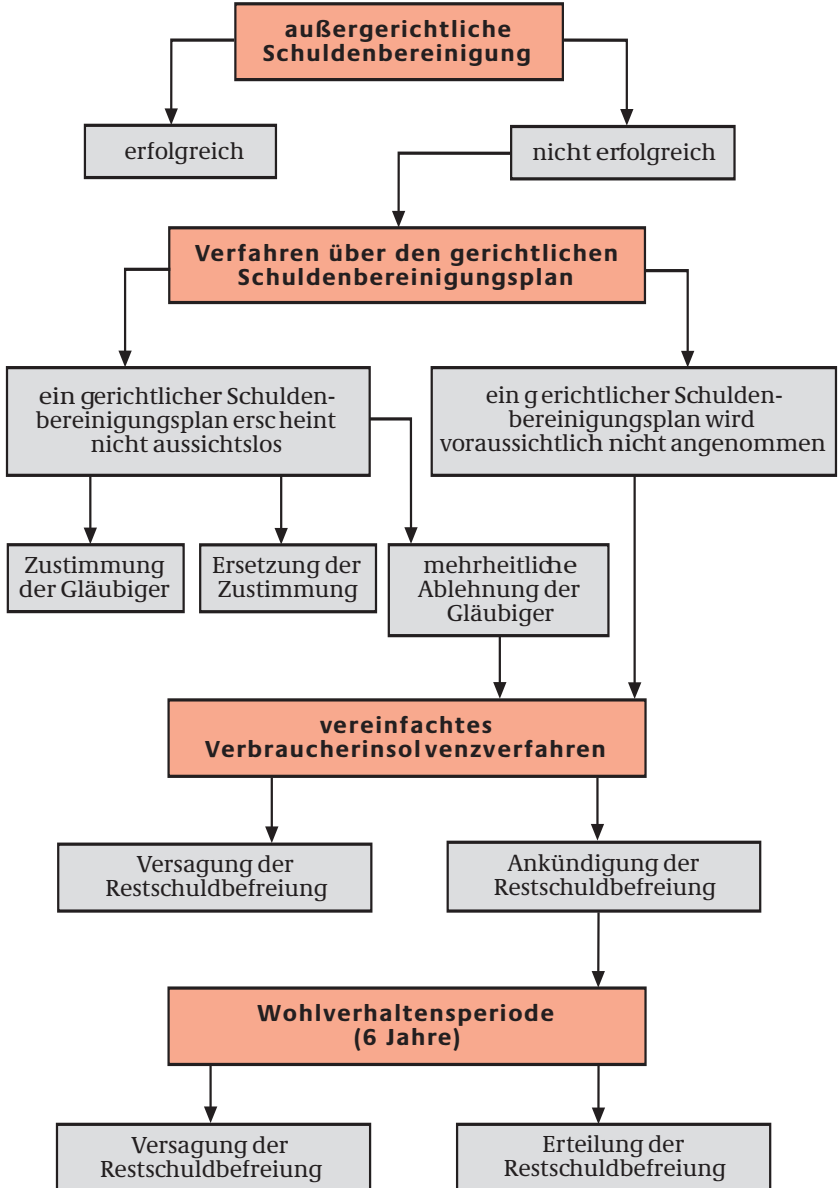 außergerichtliche
Schuldenbereinigung
erfolgreich
nicht erfolgreich
Verfahren über den gerichtlichen
Schuldenbereinigungsplan
ein gerichtlicher Schulden-
bereinigungsplan erscheint
nicht aussichtslos
ein gerichtlicher Schulden-
bereinigungsplan wird
voraussichtlich nicht angenommen
Zustimmung
der Gläubiger
Ersetzung der
Zustimmung
mehrheitliche
Ablehnung der
Gläubiger
vereinfachtes
Verbraucherinsolvenzverfahren
Versagung der
Restschuldbefreiung
Ankündigung der
Restschuldbefreiung
Wohlverhaltensperiode
(6 Jahre)
Versagung der
Restschuldbefreiung
Erteilung der
Restschuldbefreiung